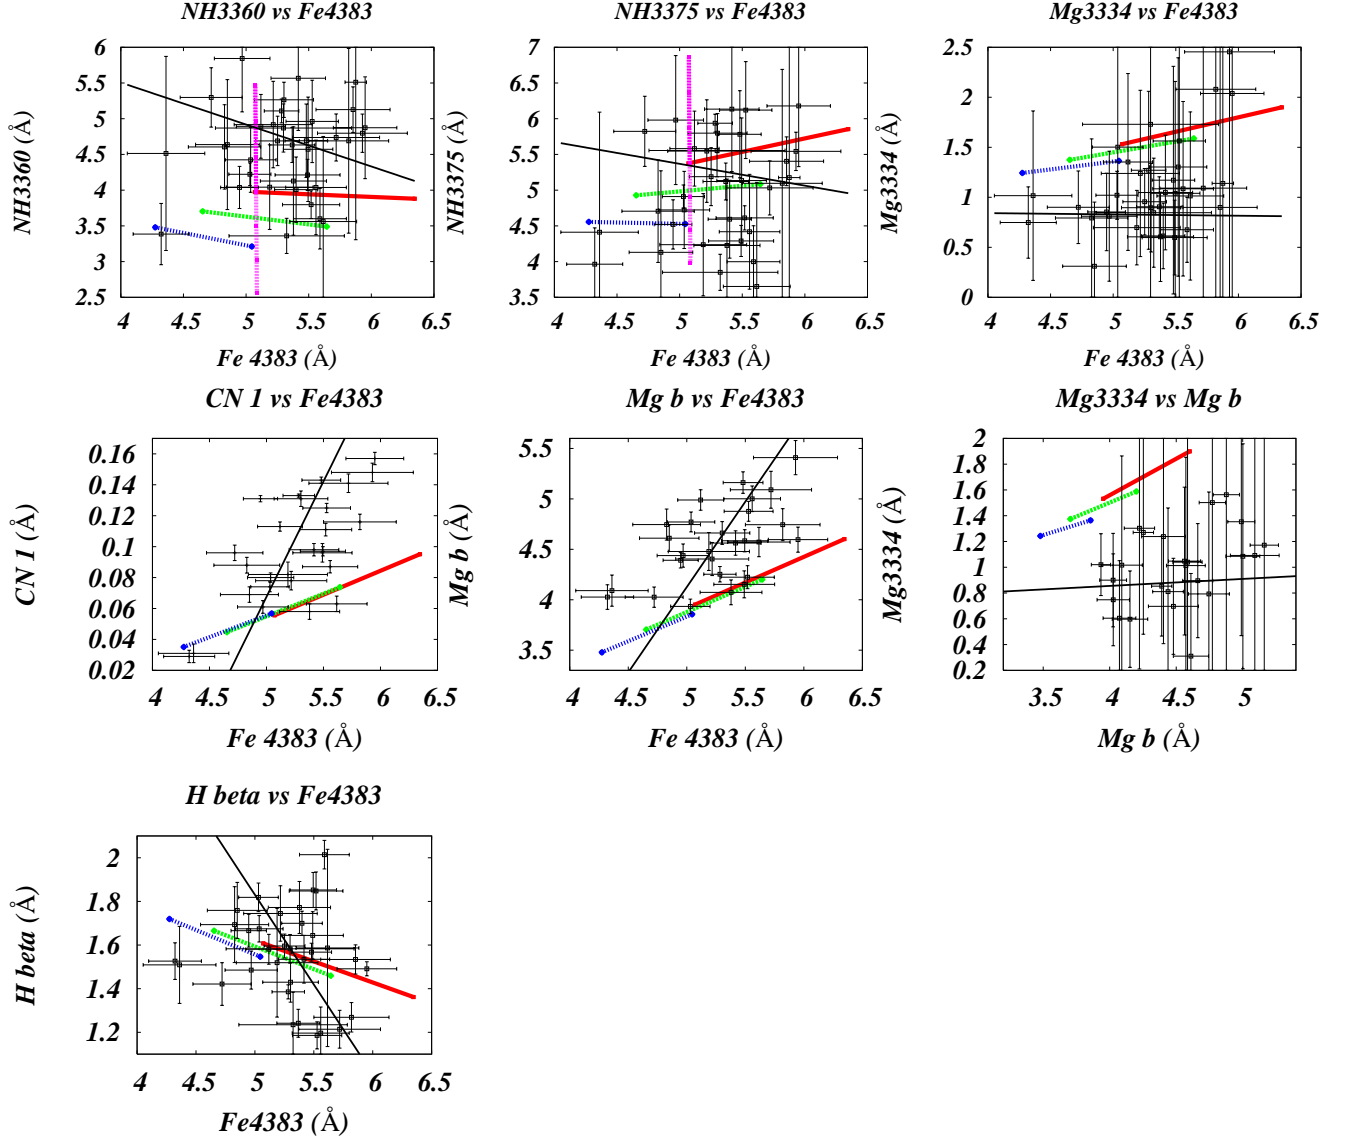 NH3360 vs Fe4383
NH3375 vs Fe4383
Mg3334 vs Fe4383
NH3360 (Å)
6
5.5
5
4.5
4
3.5
3
2.5
4 4.5 5 5.5 6 6.5
Fe 4383 (Å)
NH3375 (Å)
7
6.5
6
5.5
5
4.5
4
3.5
4 4.5 5 5.5 6 6.5
Fe 4383 (Å)
Mg3334 (Å)
2.5
2
1.5
1
0.5
0
4 4.5 5 5.5 6 6.5
Fe 4383 (Å)
CN 1 vs Fe4383
Mg b vs Fe4383
Mg3334 vs Mg b
CN 1 (Å)
0.16
0.14
0.12
0.1
0.08
0.06
0.04
0.02
4 4.5 5 5.5 6 6.5
Fe 4383 (Å)
Mg b (Å)
5.5
5
4.5
4
3.5
4 4.5 5 5.5 6 6.5
Fe 4383 (Å)
Mg3334 (Å)
2
1.8
1.6
1.4
1.2
1
0.8
0.6
0.4
0.2
3.5 4 4.5 5
Mg b (Å)
H beta vs Fe4383
H beta (Å)
2
1.8
1.6
1.4
1.2
4 4.5 5 5.5 6 6.5
Fe4383 (Å)